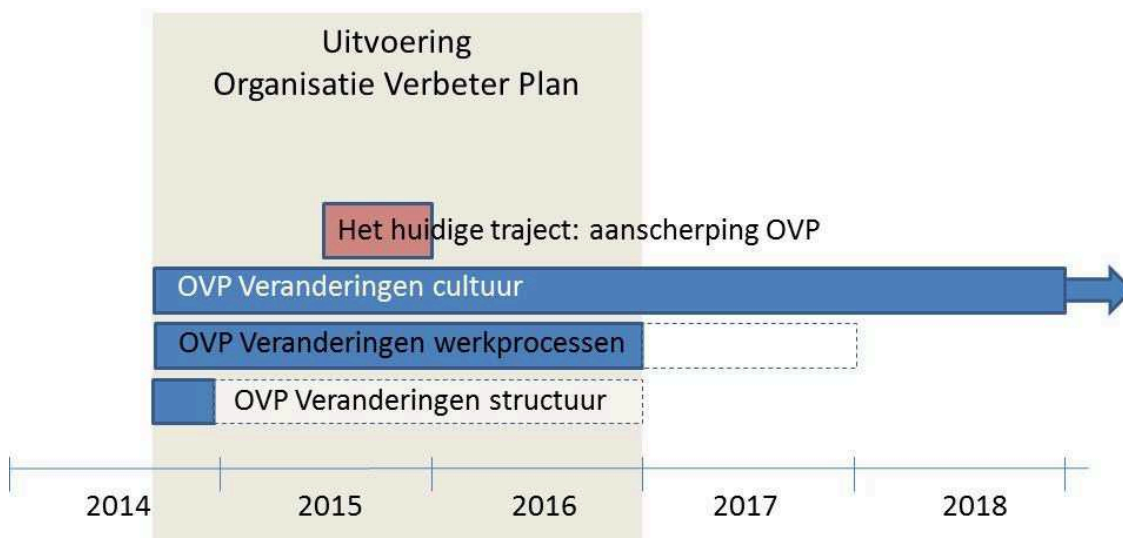 Uitvoering
Organisatie Verbeter Plan
Het huidige traject: aanscherping OVP
OVP Veranderingen cultuur
OVP Veranderingen werkprocessen
OVP Veranderingen structuur
2014 2015 2016 2017 2018